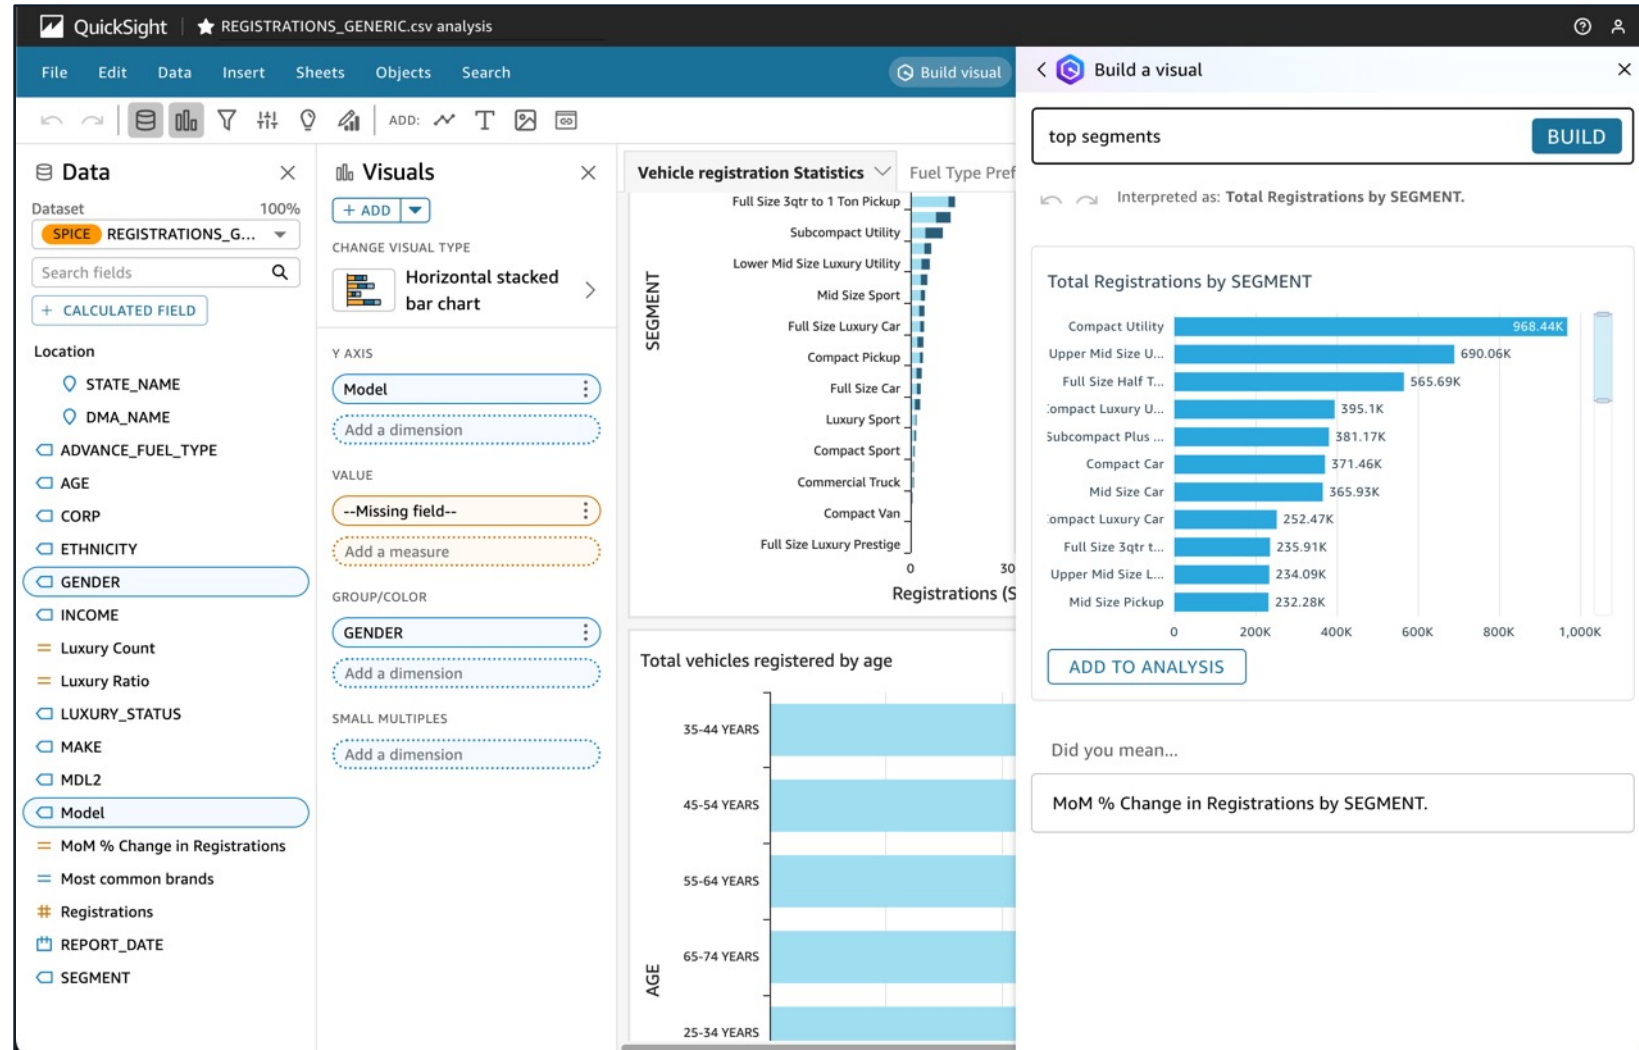 QuickSight
REGISTRATIONS_GENERIC.csv analysis
File Edit Data Insert Sheets Objects Search
Build visual
ADD:
Data
Dataset 100%
SPICE REGISTRATIONS_G...
Search fields
+ CALCULATED FIELD
Location
STATE_NAME
DMA_NAME
ADVANCE_FUEL_TYPE
AGE
CORP
ETHNICITY
GENDER
INCOME
Luxury Count
Luxury Ratio
LUXURY_STATUS
MAKE
MDL2
Model
MoM % Change in Registrations
Most common brands
Registrations
REPORT_DATE
SEGMENT
Visuals
+ ADD
CHANGE VISUAL TYPE
Horizontal stacked
bar chart
Y AXIS
Model
Add a dimension
VALUE
--Missing field--
Add a measure
GROUP/COLOR
GENDER
Add a dimension
SMALL MULTIPLES
Add a dimension
Vehicle registration Statistics
Fuel Type Pref
SEGMENT
Full Size 3qtr to 1 Ton Pickup
Subcompact Utility
Lower Mid Size Luxury Utility
Mid Size Sport
Full Size Luxury Car
Compact Pickup
Full Size Car
Luxury Sport
Compact Sport
Commercial Truck
Compact Van
Full Size Luxury Prestige
0 30
Registrations (S
Total vehicles registered by age
AGE
35-44 YEARS
45-54 YEARS
55-64 YEARS
65-74 YEARS
25-34 YEARS
Build a visual
top segments
BUILD
Interpreted as: Total Registrations by SEGMENT.
Total Registrations by SEGMENT
Compact Utility 968.44K
Upper Mid Size U... 690.06K
Full Size Half T... 565.69K
ompact Luxury U... 395.1K
Subcompact Plus ... 381.17K
Compact Car 371.46K
Mid Size Car 365.93K
ompact Luxury Car 252.47K
Full Size 3qtr t... 235.91K
Upper Mid Size L... 234.09K
Mid Size Pickup 232.28K
0 200K 400K 600K 800K 1,000K
ADD TO ANALYSIS
Did you mean...
MoM % Change in Registrations by SEGMENT.